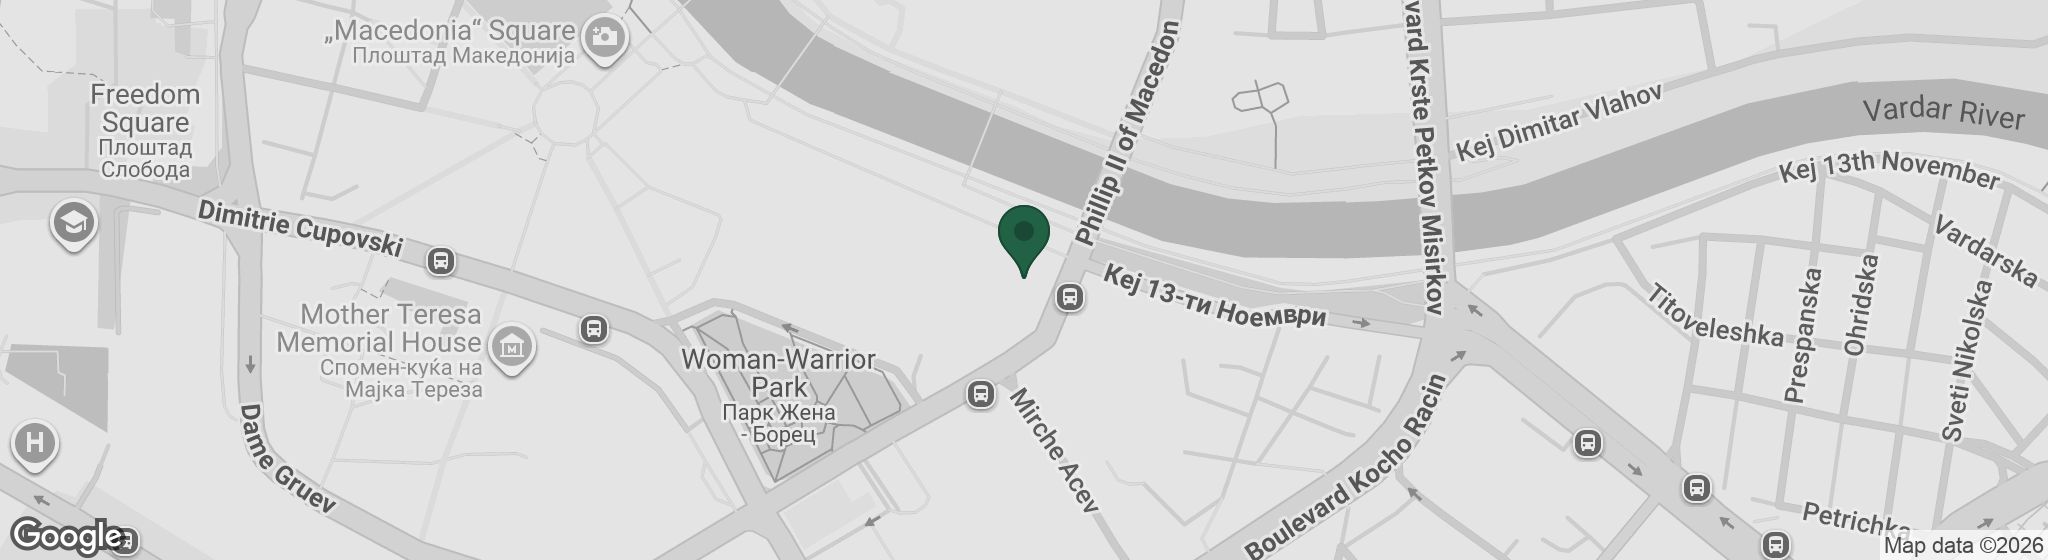 „Macedonia“ Square
Плоштад Македонија
Freedom
Square
Плоштад
Слобода
Dimitrie Cupovski
Mother Teresa
Memorial House
Спомен-куќа на
Мајка Тереза
Dame Gruev
H
Woman-Warrior
Park
Парк Жена
- Борец
Phillip II of Macedon
Mirche Acev
Кеј 13-ти Ноември
vard Krste Petkov Misirkov
Kej Dimitar Vlahov
Vardar River
Kej 13th November
Vardarska
Titoveleshka
Prespanska
Ohridska
Sveti Nikolska
Boulevard Kocho Racin
Petrichka
Google
Map data ©2026